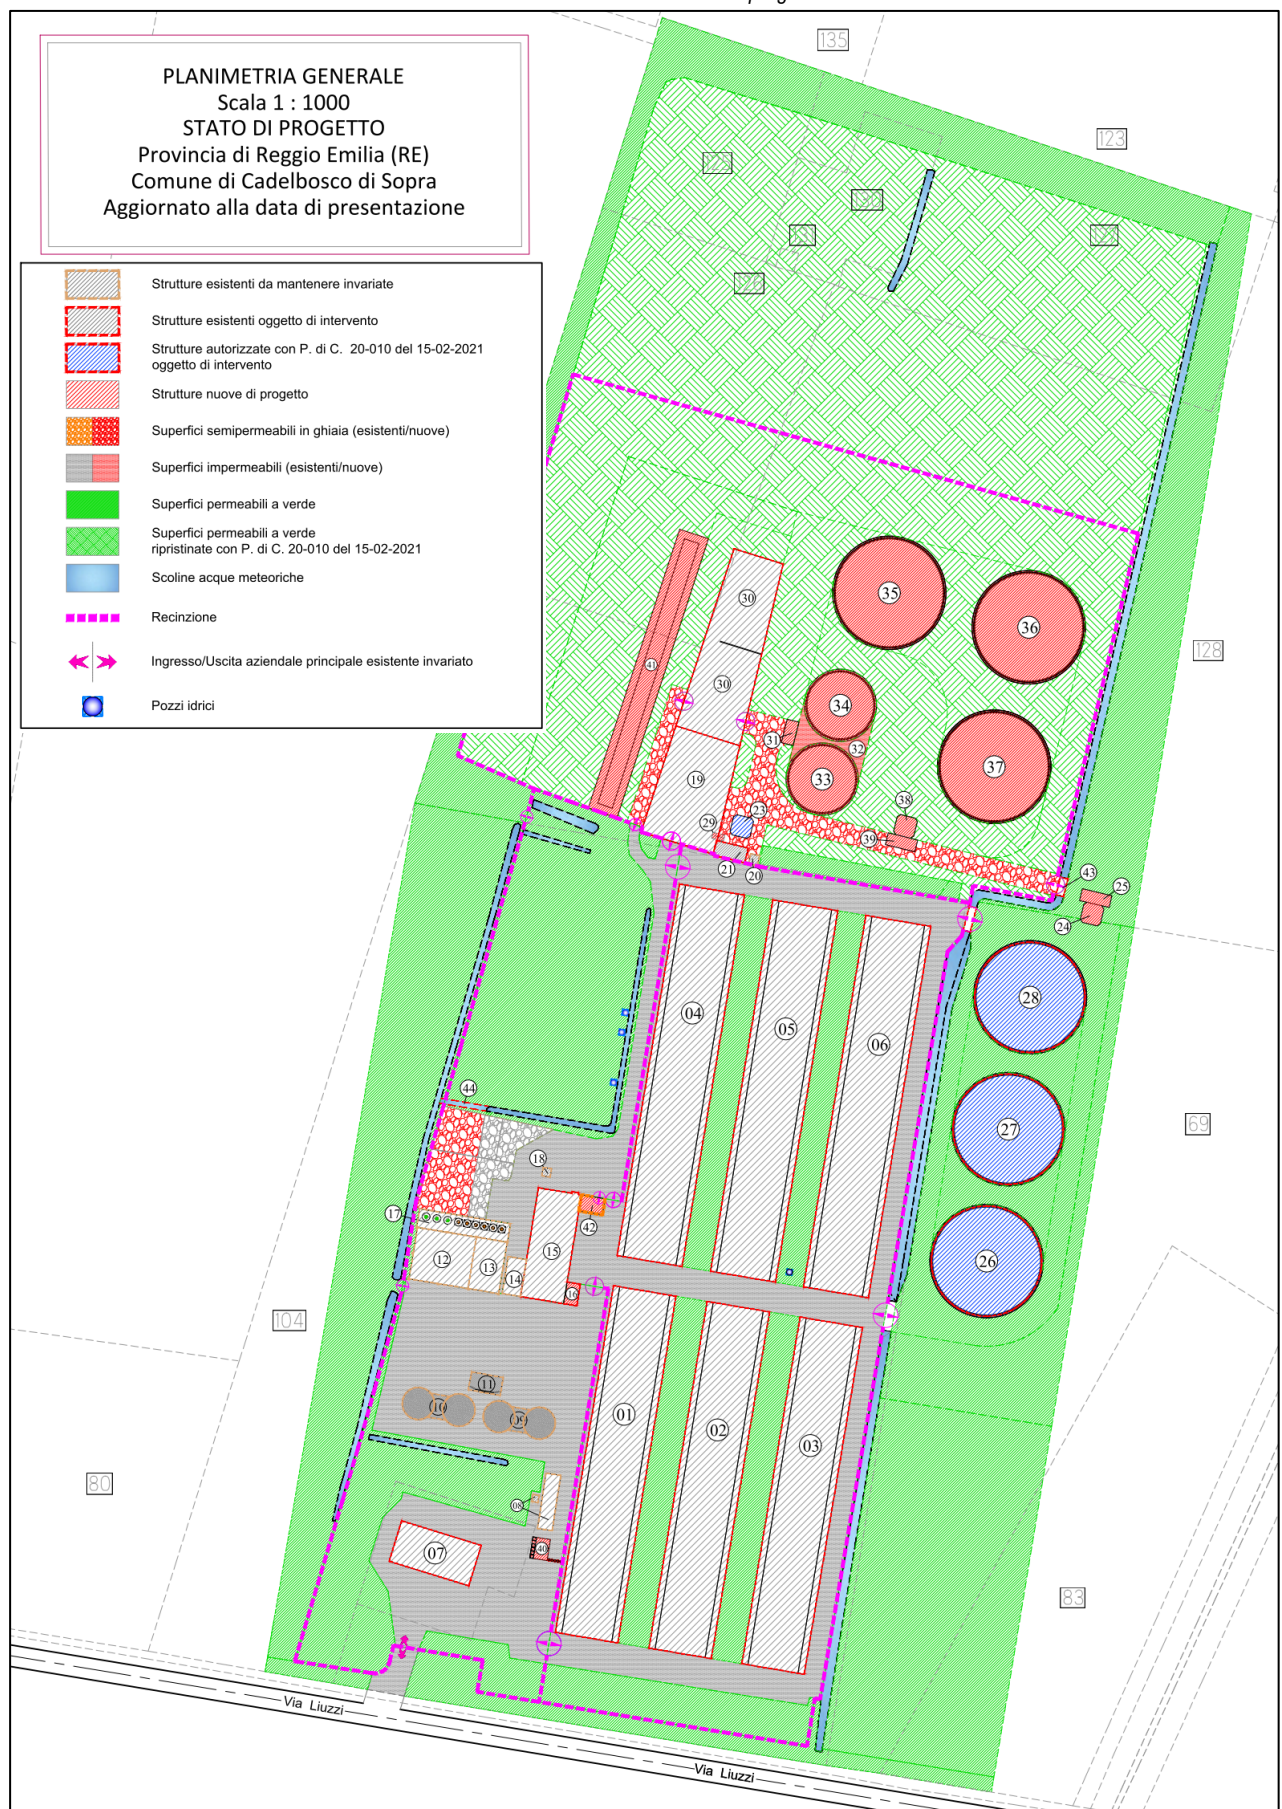 PLANIMETRIA GENERALE
Scala 1 : 1000
STATO DI PROGETTO
Provincia di Reggio Emilia (RE)
Comune di Cadelbosco di Sopra
Aggiornato alla data di presentazione
Strutture esistenti da mantenere invariate
Strutture esistenti oggetto di intervento
Strutture autorizzate con P. di C. 20-010 del 15-02-2021
oggetto di intervento
Strutture nuove di progetto
Superfici semipermeabili in ghiaia (esistenti/nuove)
Superfici impermeabili (esistenti/nuove)
Superfici permeabili a verde
Superfici permeabili a verde
ripristinate con P. di C. 20-010 del 15-02-2021
Scoline acque meteoriche
Recinzione
Ingresso/Uscita aziendale principale esistente invariato
Pozzi idrici
135
123
125
130
131
126
30
35
36
128
41
30
34
31
32
33
37
19
38
23
29
39
21
20
43
25
24
28
04
05
06
44
27
69
18
17
42
12
13
14
15
16
26
104
11
10
09
01
02
03
80
08
40
07
83
Via Liuzzi
Via Liuzzi